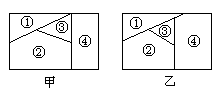 ① ③ ④ ②
① ③ ④ ②
甲 乙